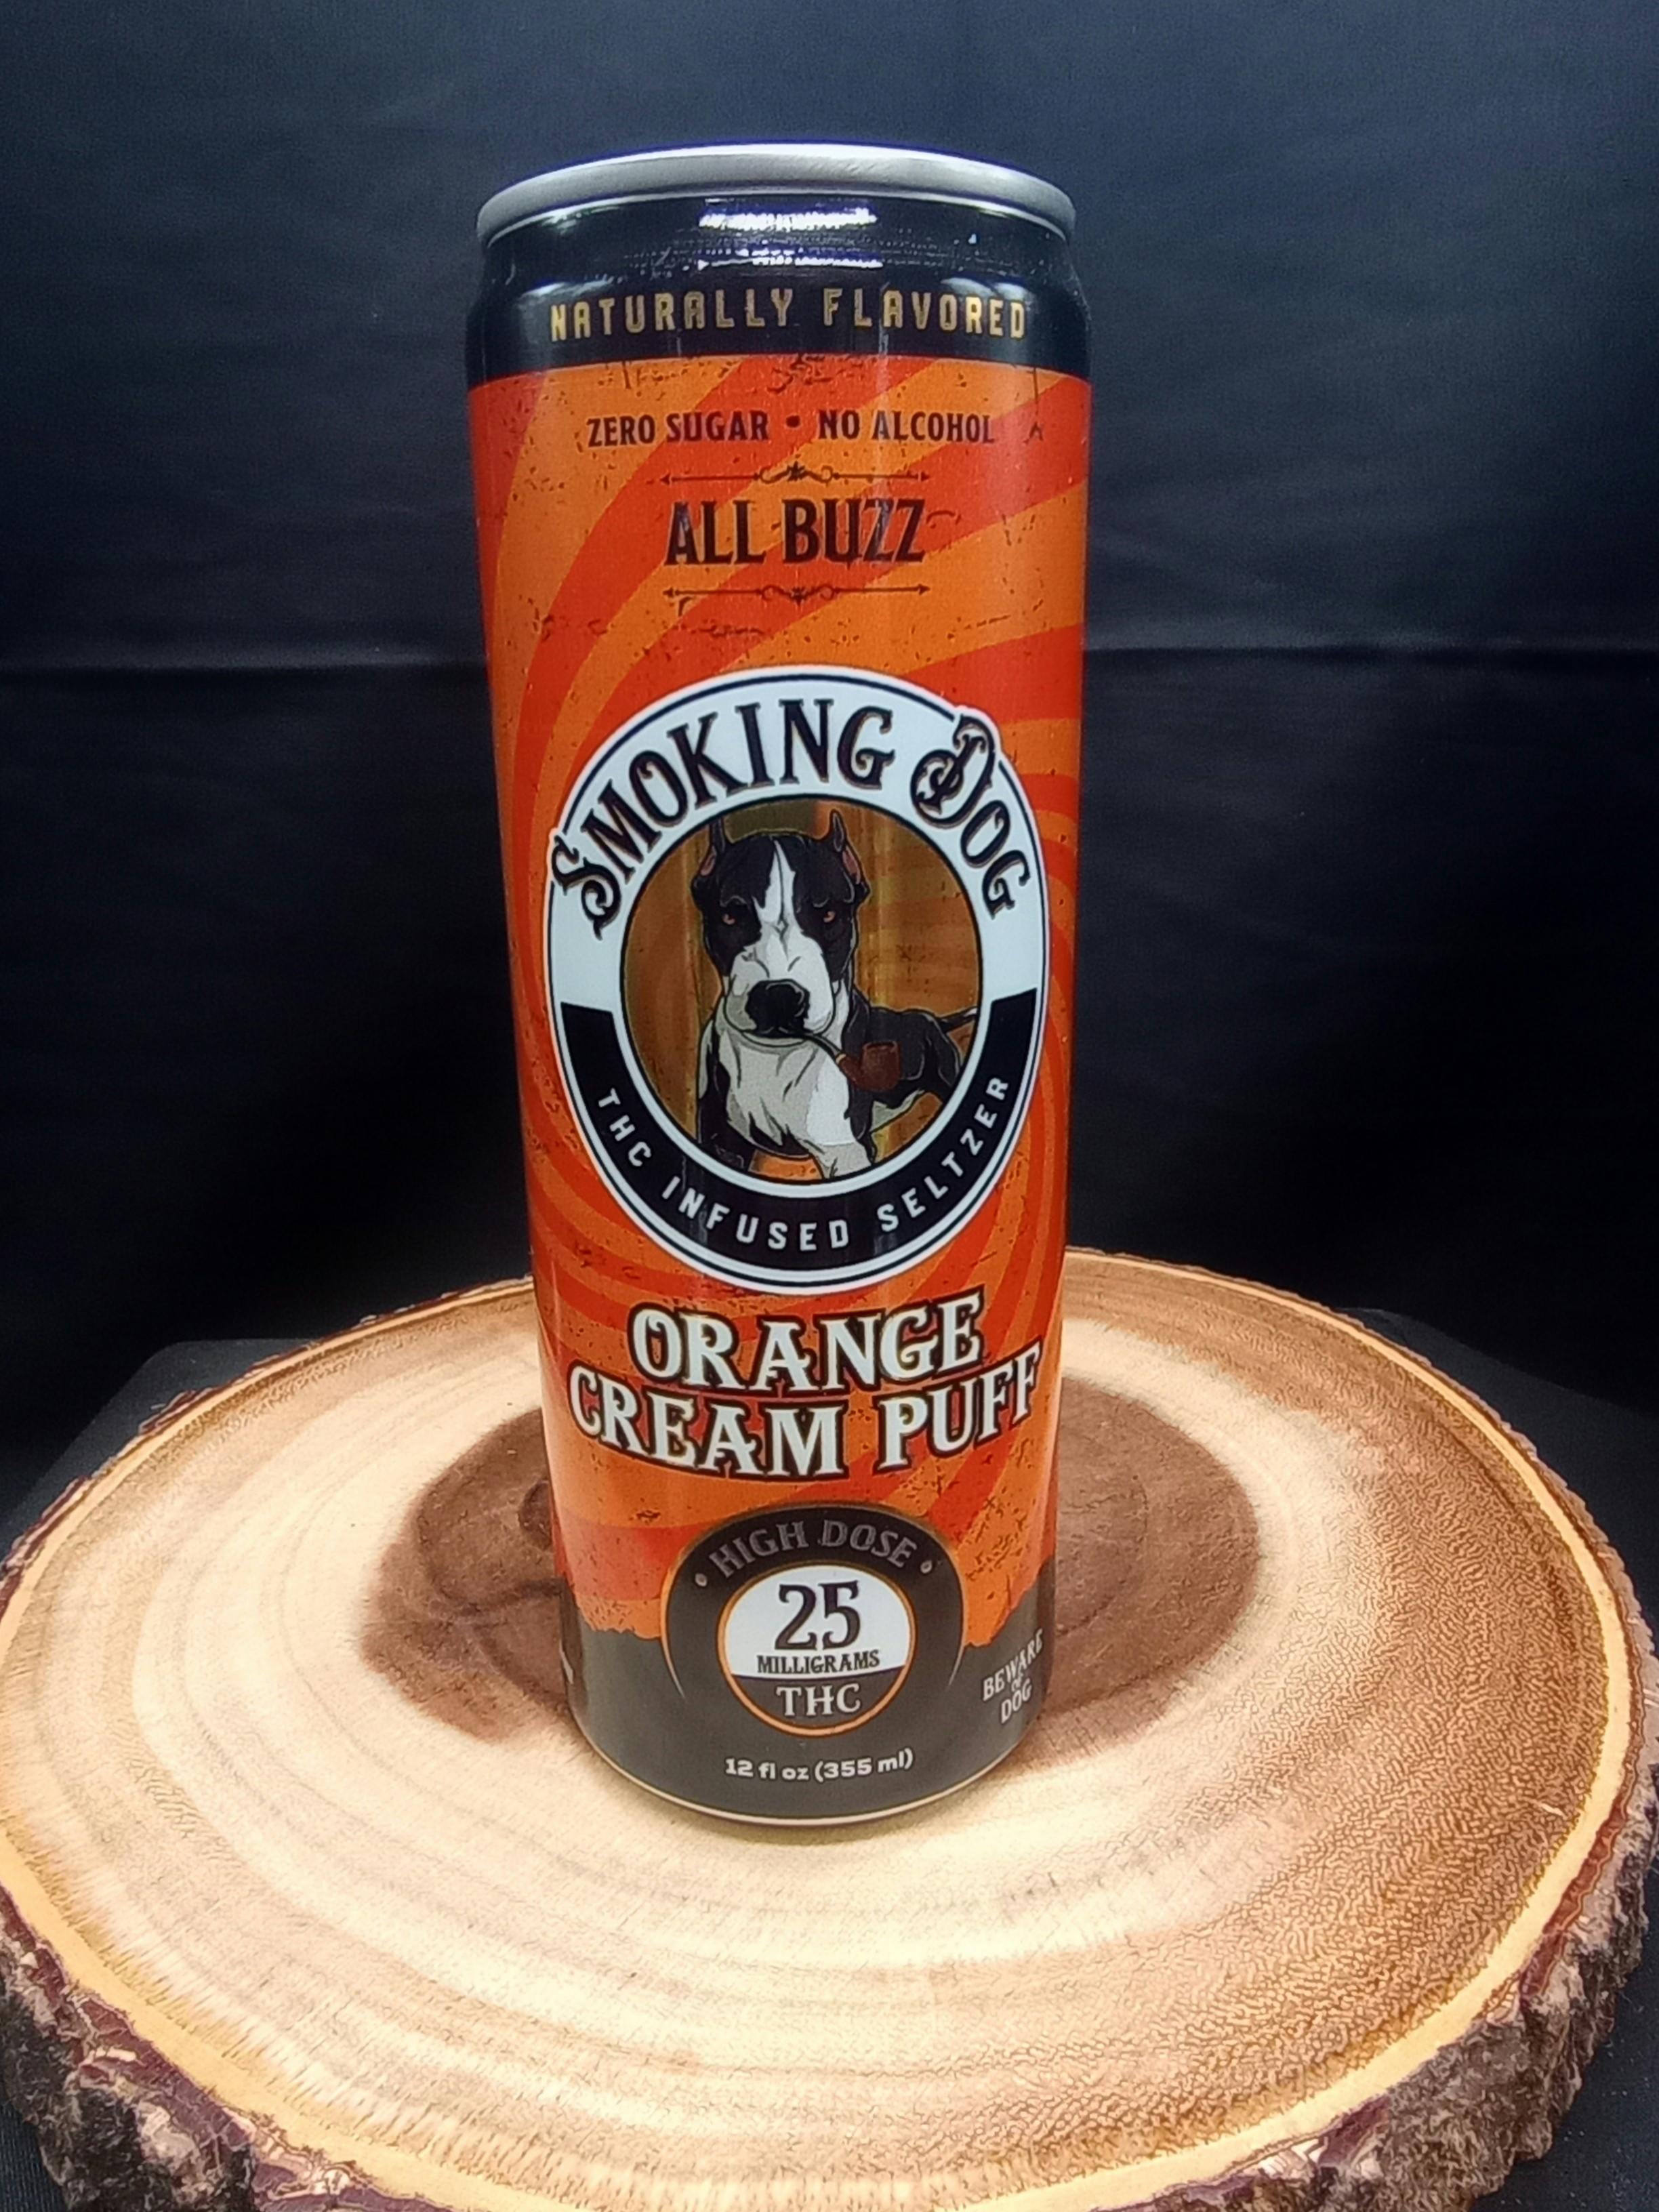 NATURALLY FLAVORED
ZERO SUGAR • NO ALCOHOL
ALL BUZZ
SMOKING DOG
THC INFUSED SELTZER
ORANGE
CREAM PUFF
• HIGH DOSE •
25
MILLIGRAMS
THC
BEWARE
OF
DOG
12 fl oz (355 ml)